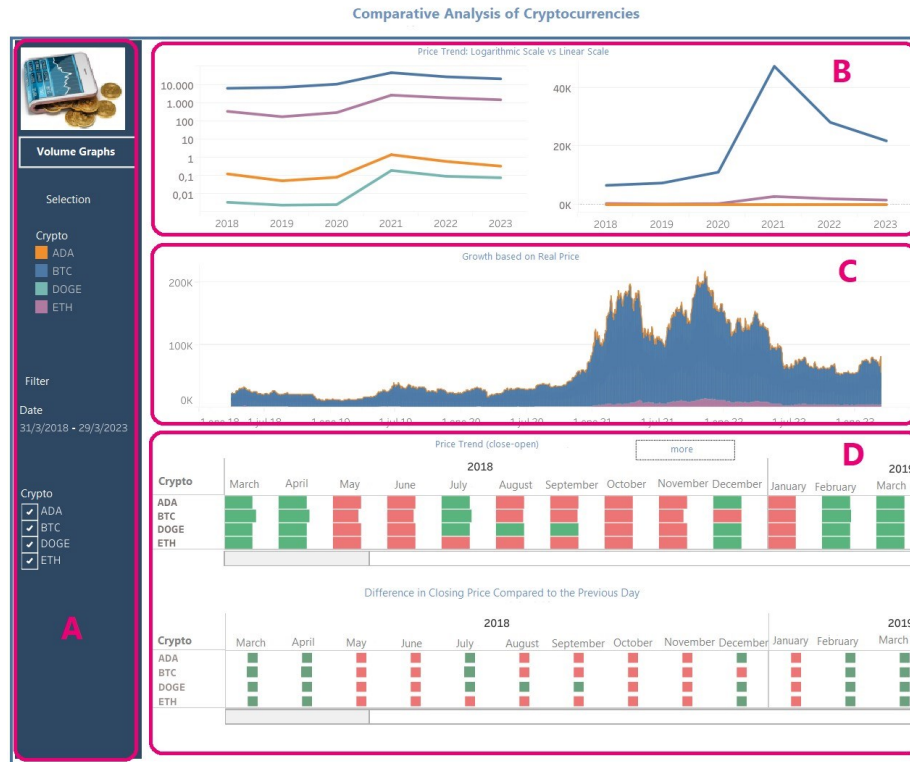 Comparative Analysis of Cryptocurrencies
Volume Graphs
Selection
Crypto
ADA
BTC
DOGE
ETH
Filter
Date
31/3/2018 - 29/3/2023
Crypto
ADA
BTC
DOGE
ETH
A
Price Trend: Logarithmic Scale vs Linear Scale
B
10.000
1.000
100
10
1
0,1
0,01
2018 2019 2020 2021 2022 2023
40K
20K
0K
2018 2019 2020 2021 2022 2023
Growth based on Real Price
C
200K
100K
0K
Price Trend (close-open)
more
D
2018 2019
Crypto March April May June July August September October November December January February March
ADA
BTC
DOGE
ETH
Difference in Closing Price Compared to the Previous Day
2018 2019
Crypto March April May June July August September October November December January February March
ADA
BTC
DOGE
ETH